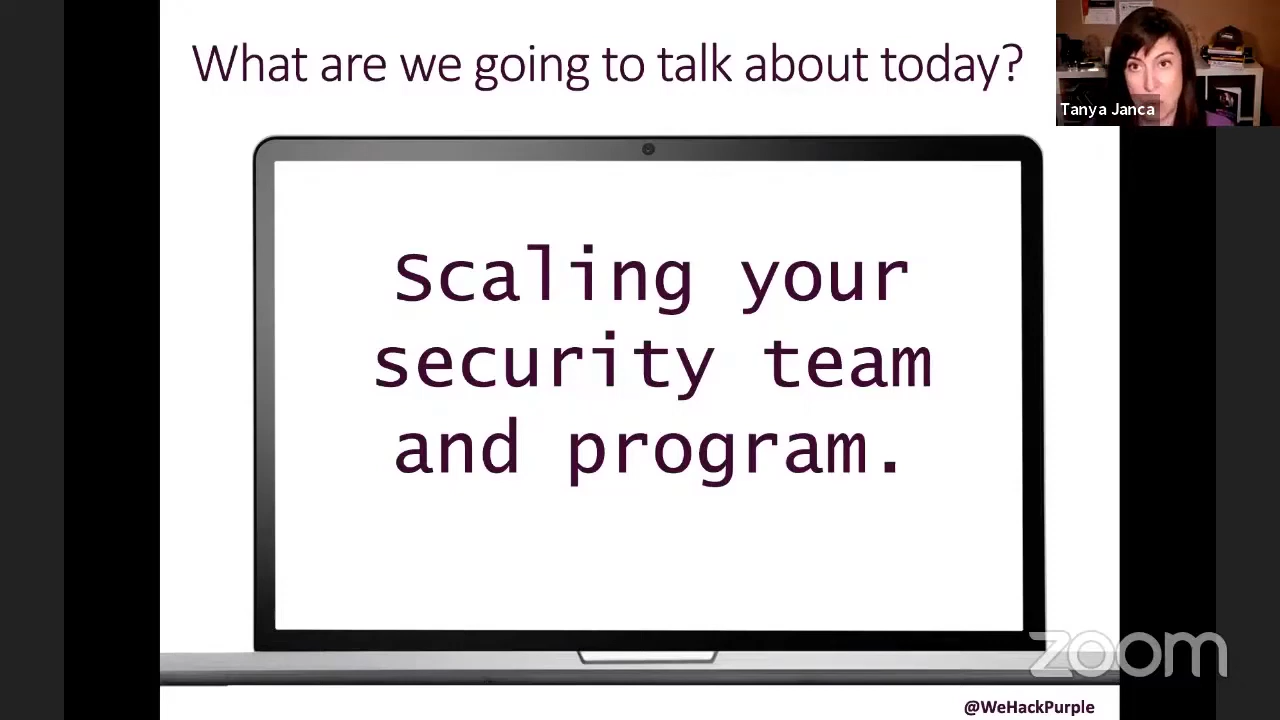 What are we going to talk about today?
Tanya Janca
Scaling your
security team
and program.
zoom
@WeHackPurple